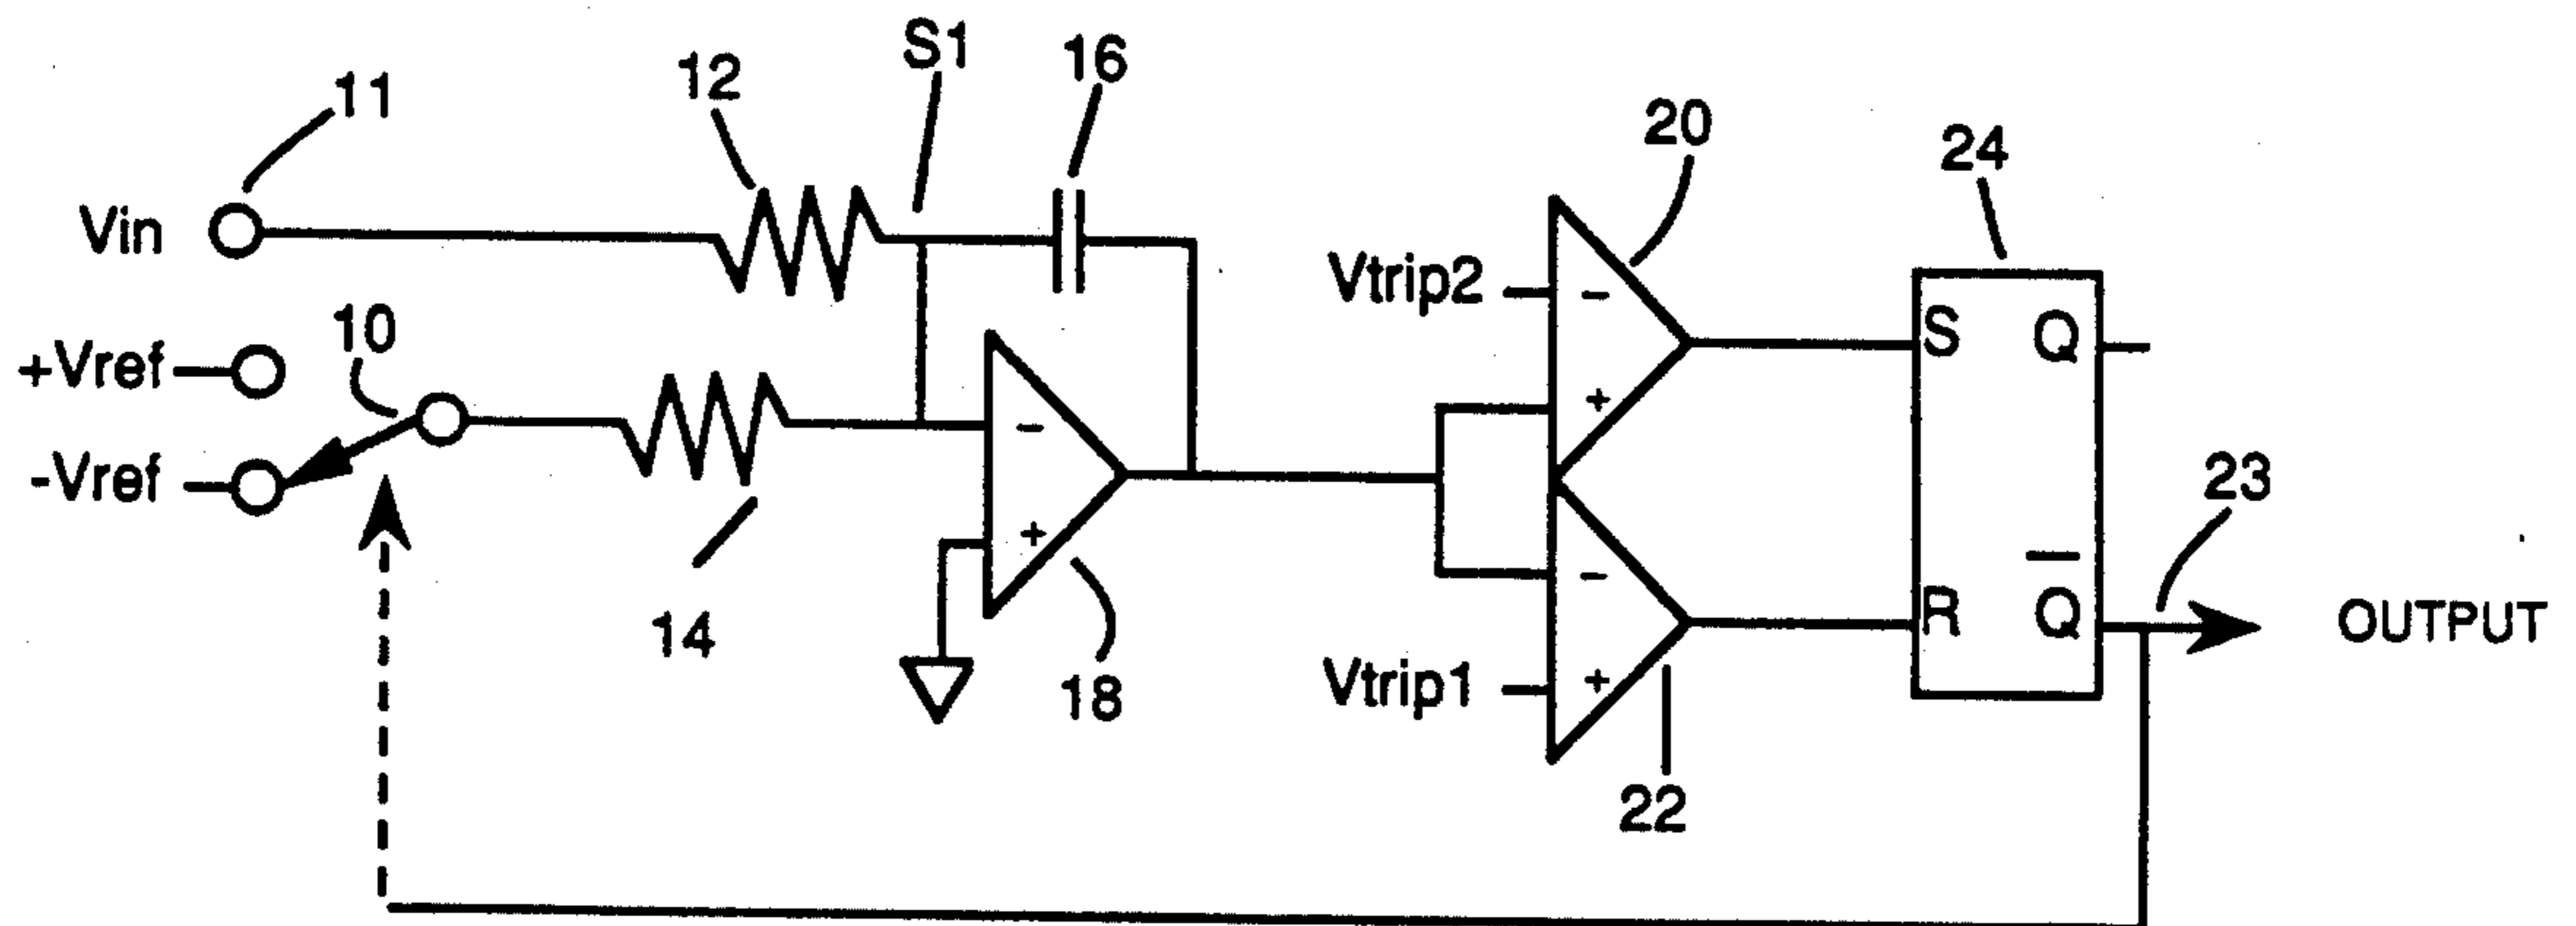 S1
16
12
11
20
24
Vin
Vtrip2
-
S
Q
10
+Vref
+
-Vref
-
23
+
-
Q
R
OUTPUT
14
18
Vtrip1
+
22